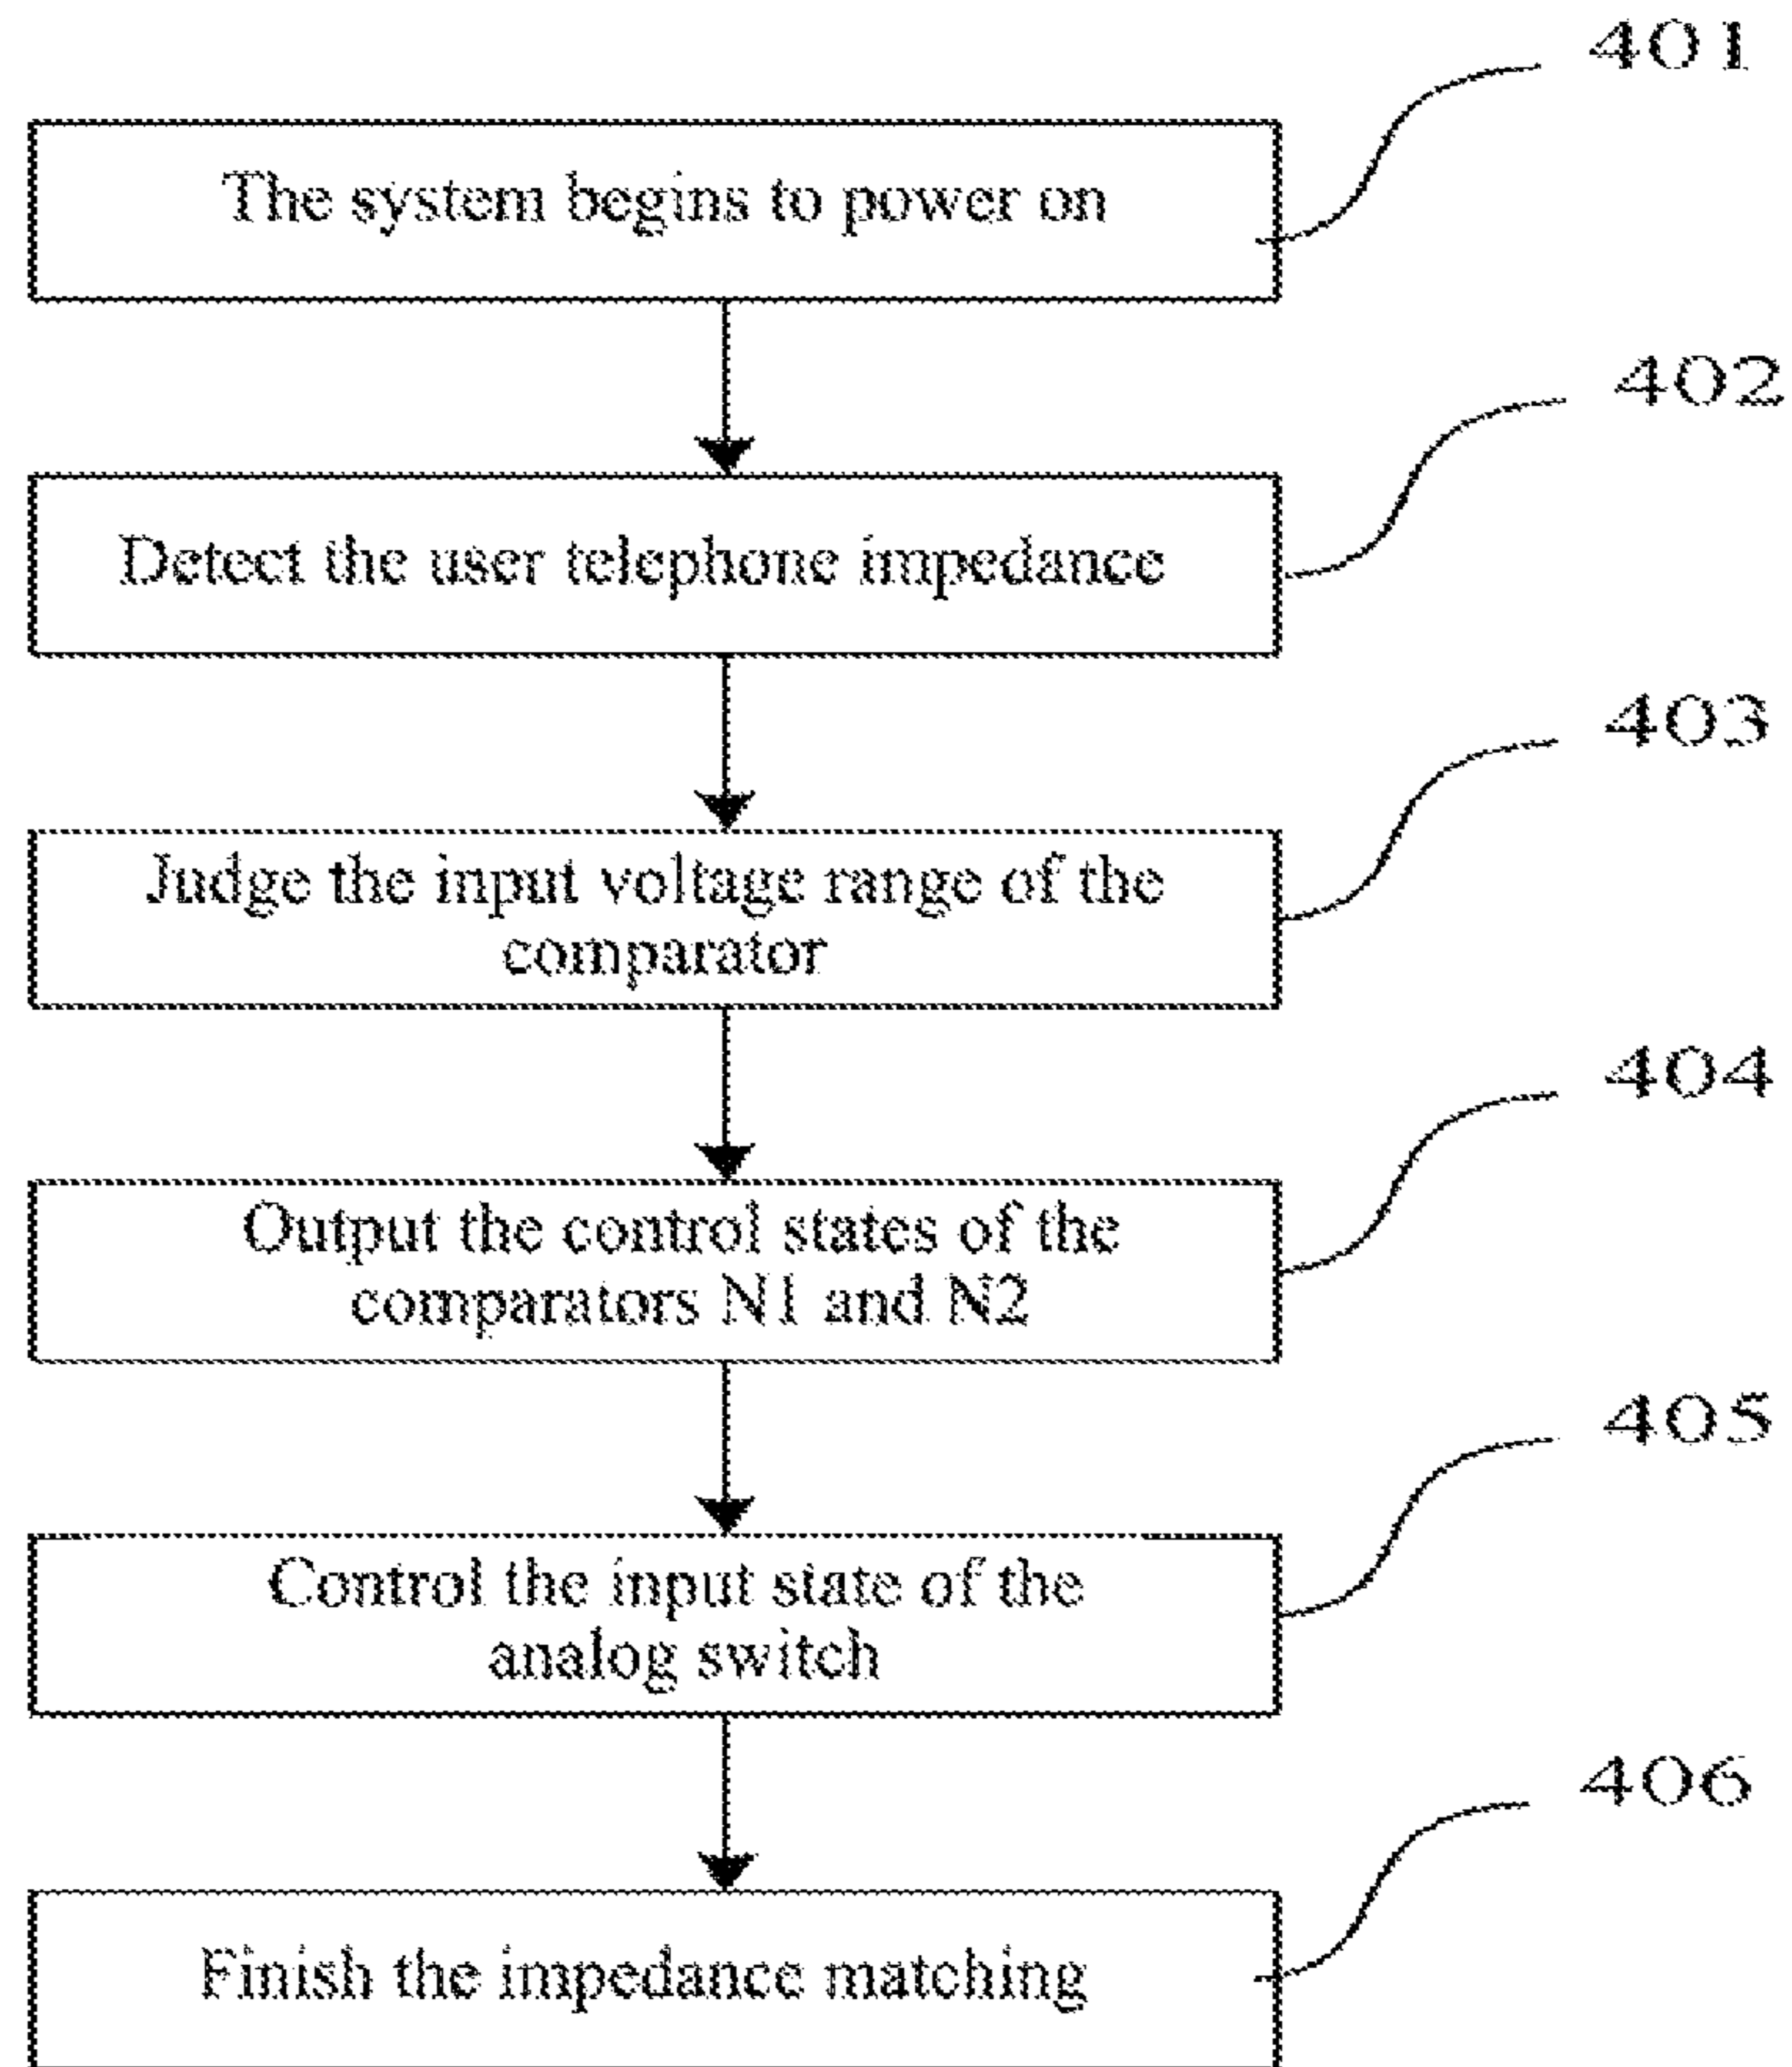 401
The system begins to power on
402
Detect the user telephone impedance
403
Judge the input voltage range of the
comparator
404
Output the control states of the
comparators N1 and N2
405
Control the input state of the
analog switch
406
Finish the impedance matching